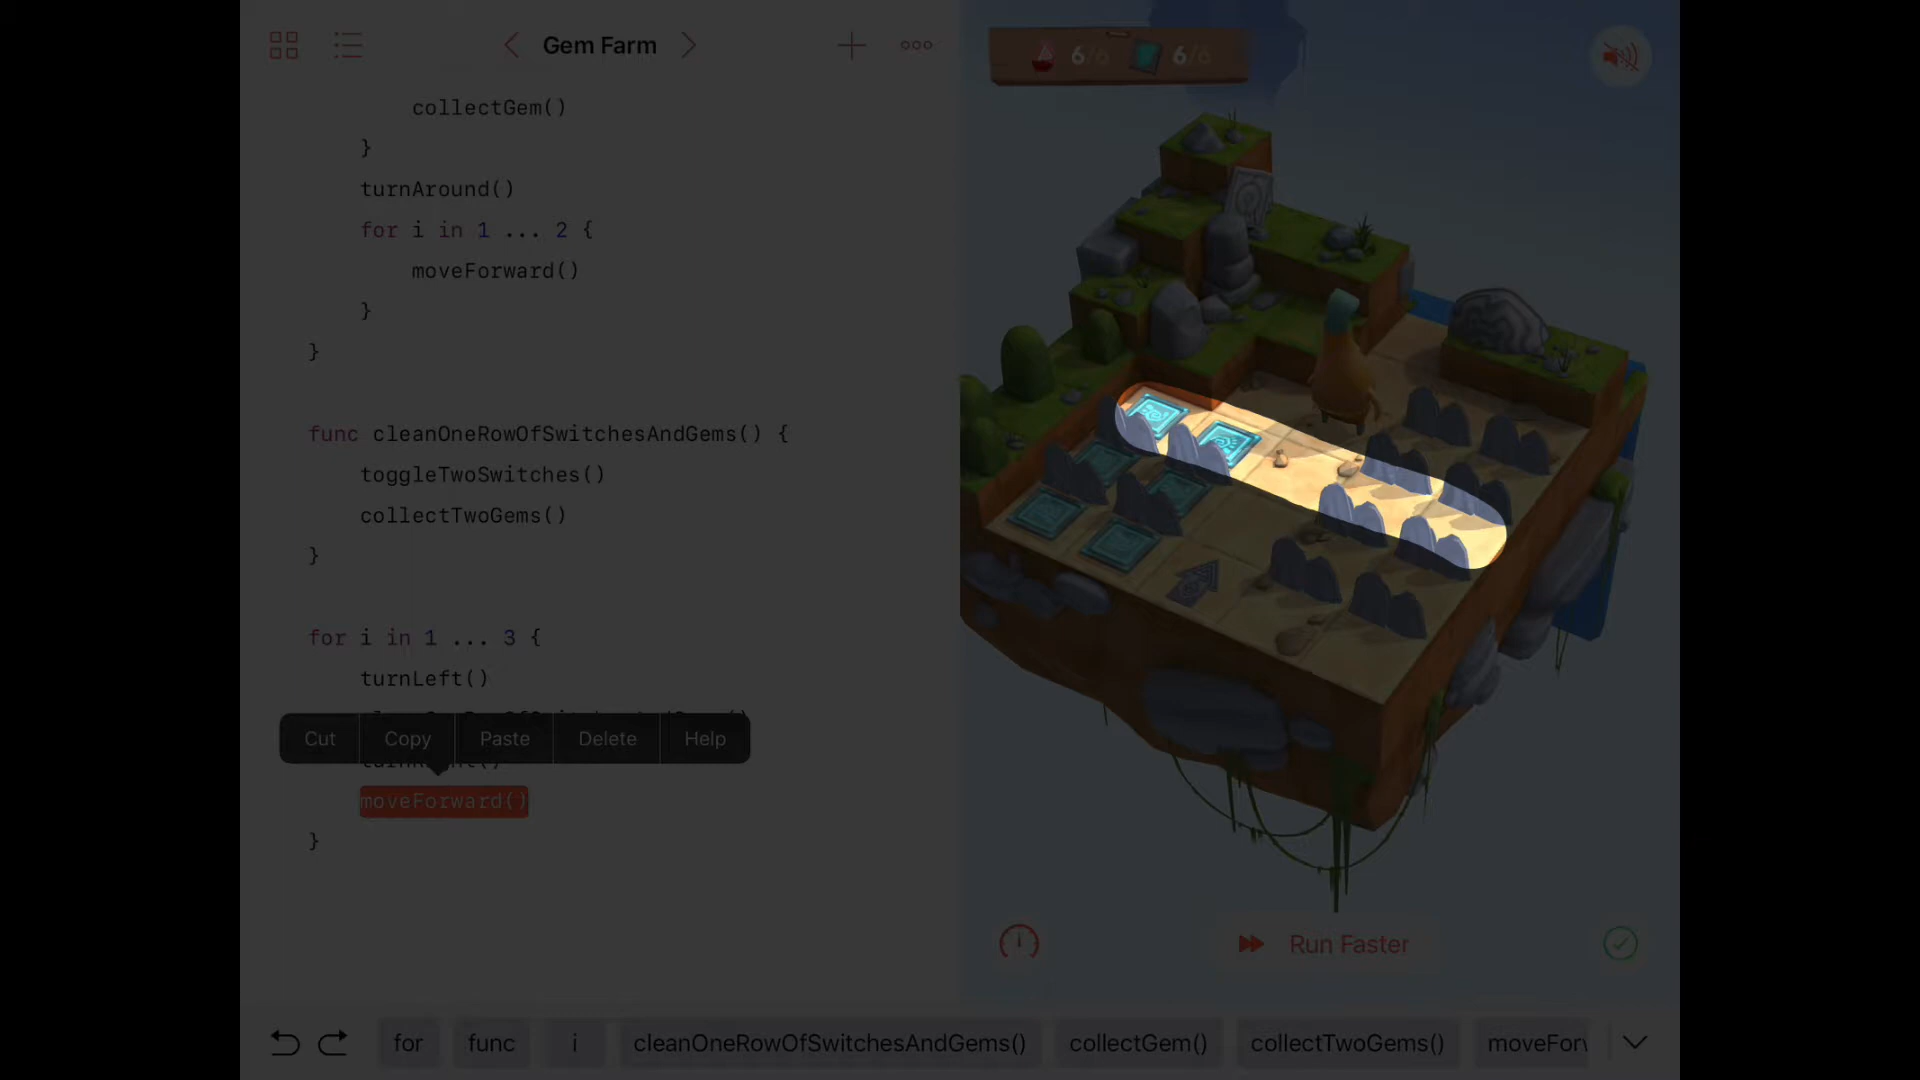 Gem Farm
collectGem()
}
turnAround()
for i in 1 ... 2 {
moveForward()
}
}
func cleanOneRowOfSwitchesAndGems() {
toggleTwoSwitches()
collectTwoGems()
}
for i in 1 ... 3 {
turnLeft()
Cut Copy Paste Delete Help
moveForward()
}
6/6 6/6
Run Faster
for func i cleanOneRowOfSwitchesAndGems() collectGem() collectTwoGems()